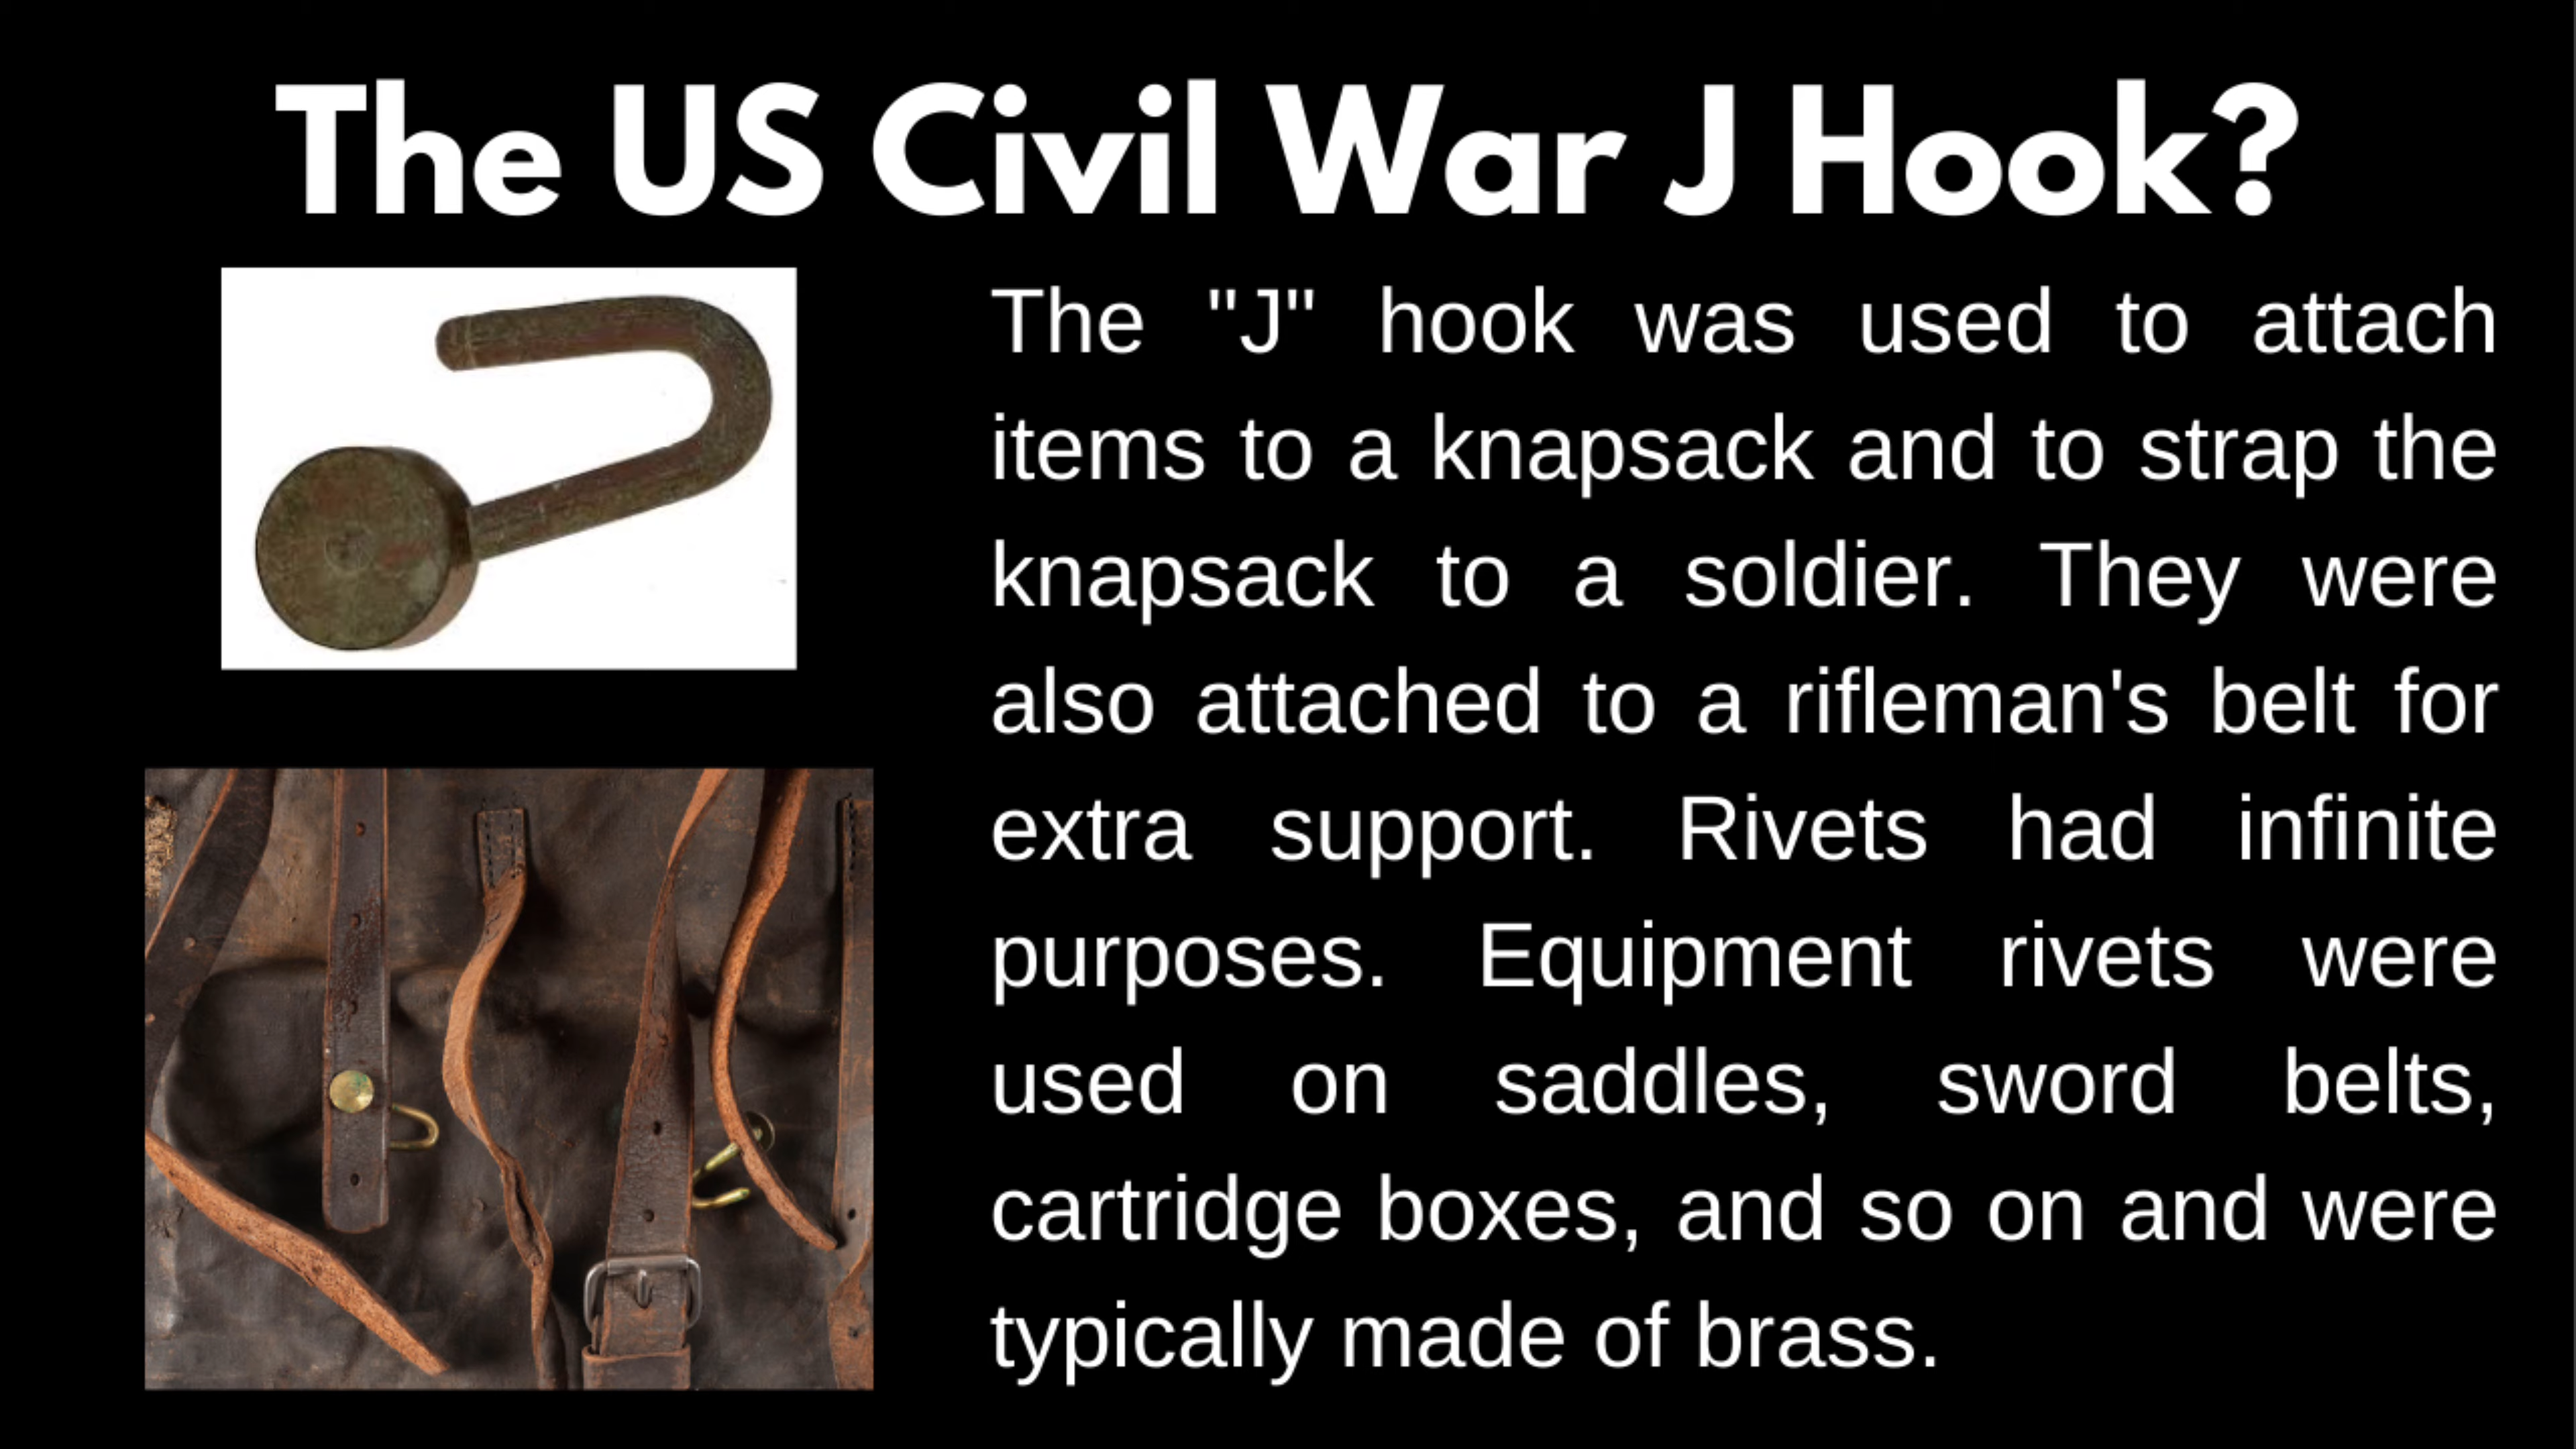 The US Civil War J Hook?
The "J" hook was used to attach
items to a knapsack and to strap the
knapsack to a soldier. They were
also attached to a rifleman's belt for
extra support. Rivets had infinite
purposes. Equipment rivets were
used on saddles, sword belts,
cartridge boxes, and so on and were
typically made of brass.